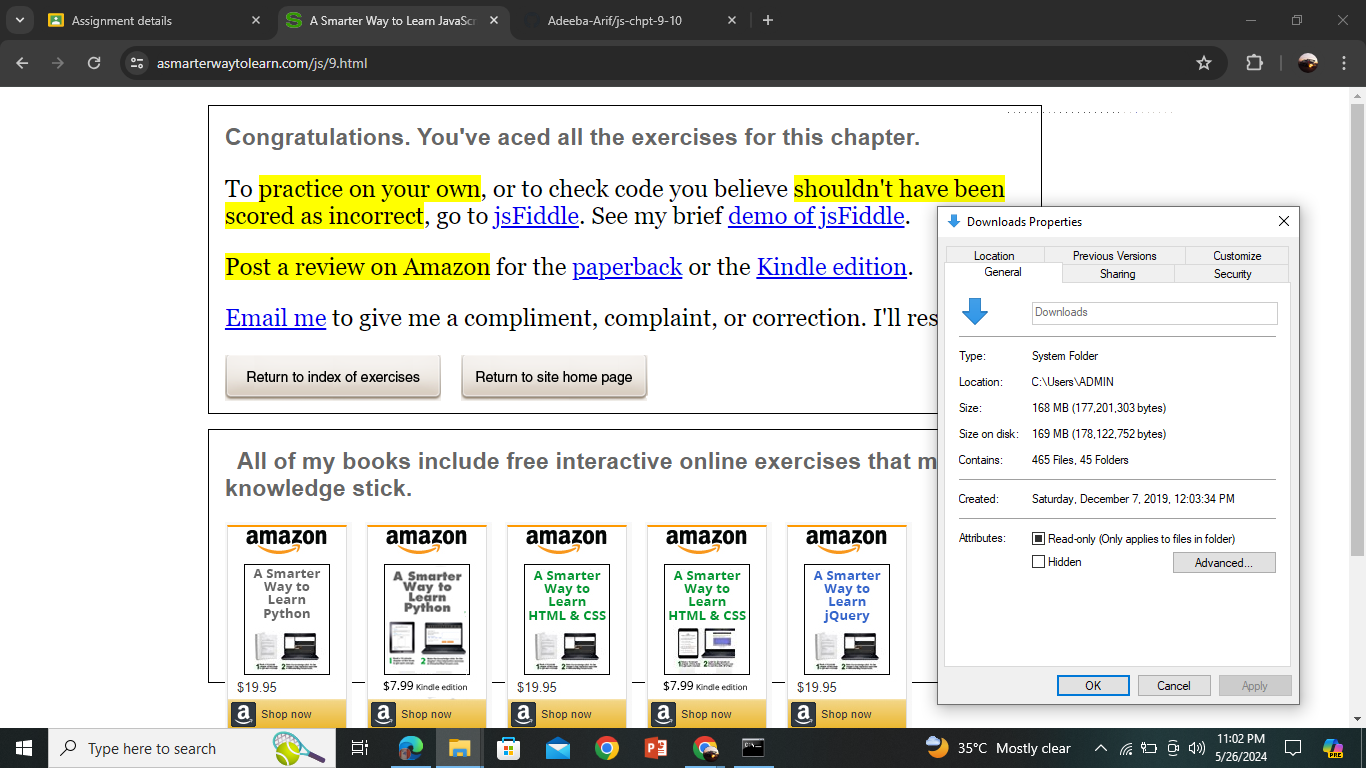 Assignment details
A Smarter Way to Learn JavaScr
Adeeba-Arif/js-chpt-9-10
asmarterwaytolearn.com/js/9.html
Congratulations. You've aced all the exercises for this chapter.
To practice on your own, or to check code you believe shouldn't have been
scored as incorrect, go to jsFiddle. See my brief demo of jsFiddle.
Post a review on Amazon for the paperback or the Kindle edition.
Email me to give me a compliment, complaint, or correction. I'll res
Return to index of exercises
Return to site home page
All of my books include free interactive online exercises that m
knowledge stick.
amazon
A Smarter
Way to
Learn
Python
$19.95
Shop now
amazon
A Smarter
Way to
Learn
Python
$7.99 Kindle edition
Shop now
amazon
A Smarter
Way to
Learn
HTML & CSS
$19.95
Shop now
amazon
A Smarter
Way to
Learn
HTML & CSS
$7.99 Kindle edition
Shop now
amazon
A Smarter
Way to
Learn
jQuery
$19.95
Shop now
Downloads Properties
Location
Previous Versions
Customize
General
Sharing
Security
Downloads
Type: System Folder
Location: C:\Users\ADMIN
Size: 168 MB (177,201,303 bytes)
Size on disk: 169 MB (178,122,752 bytes)
Contains: 465 Files, 45 Folders
Created: Saturday, December 7, 2019, 12:03:34 PM
Attributes: Read-only (Only applies to files in folder)
Hidden
Advanced...
OK
Cancel
Apply
Type here to search
35°C Mostly clear
11:02 PM
5/26/2024